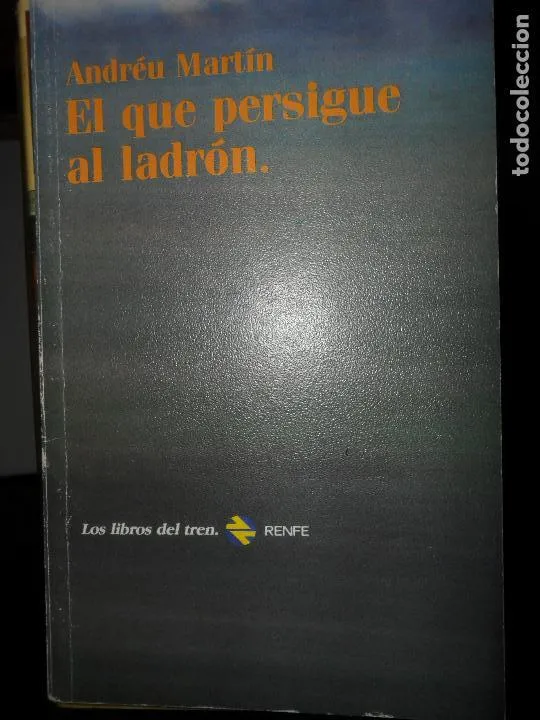 Andréu Martín
El que persigue
al ladrón.
Los libros del tren. RENFE
todocoleccion